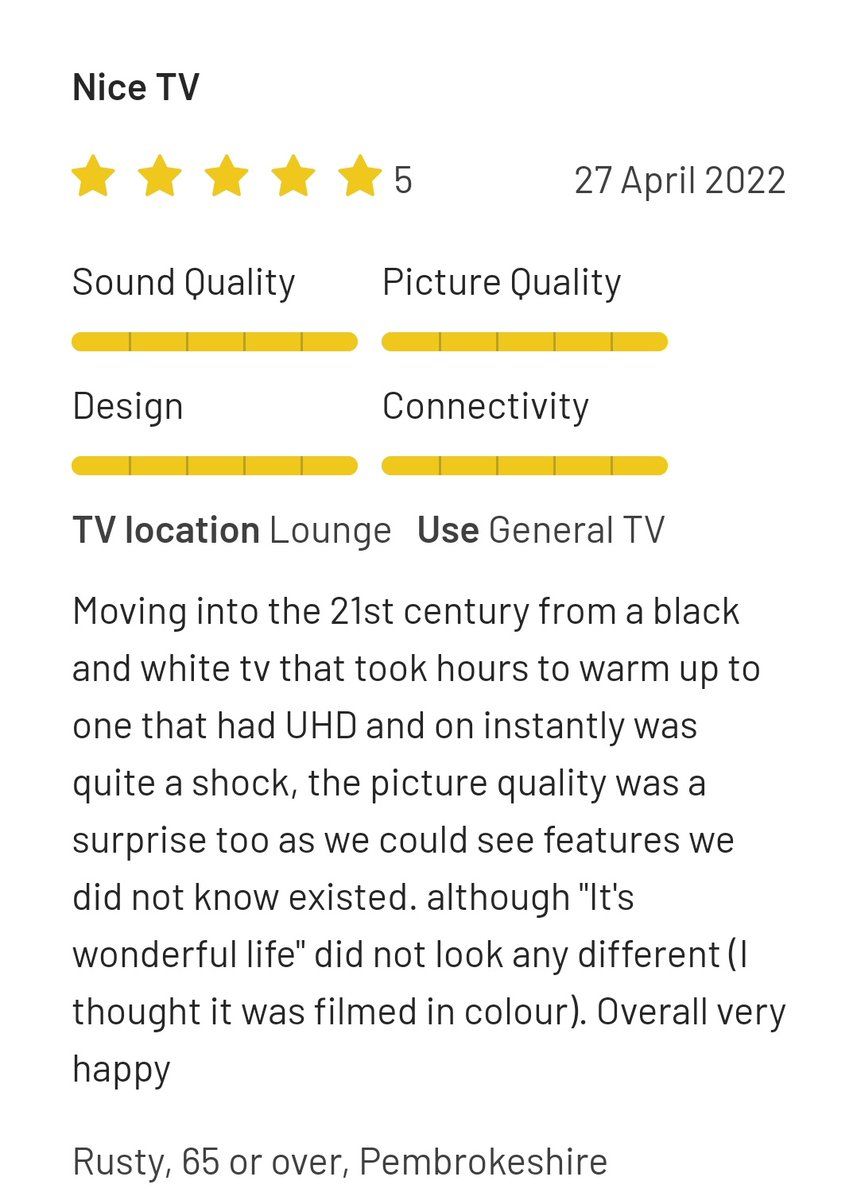 Nice TV
5 27 April 2022
Sound Quality Picture Quality
Design Connectivity
TV location Lounge Use General TV
Moving into the 21st century from a black
and white tv that took hours to warm up to
one that had UHD and on instantly was
quite a shock, the picture quality was a
surprise too as we could see features we
did not know existed. although "It's
wonderful life" did not look any different (I
thought it was filmed in colour). Overall very
happy
Rusty, 65 or over, Pembrokeshire